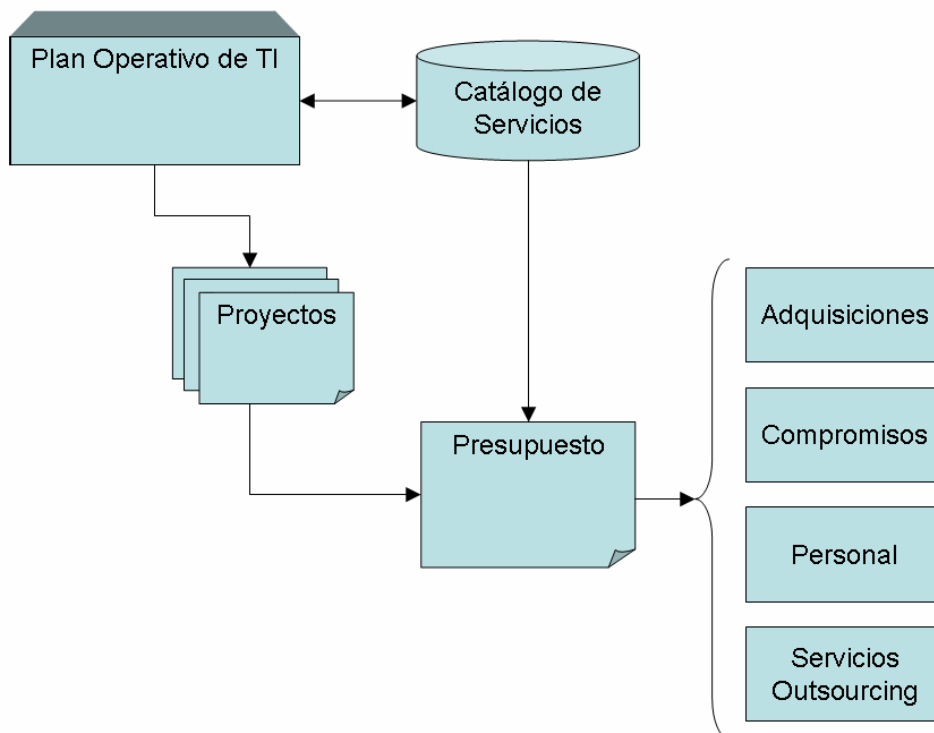 Plan Operativo de TI
Catálogo de
Servicios
Proyectos
Presupuesto
Adquisiciones
Compromisos
Personal
Servicios
Outsourcing